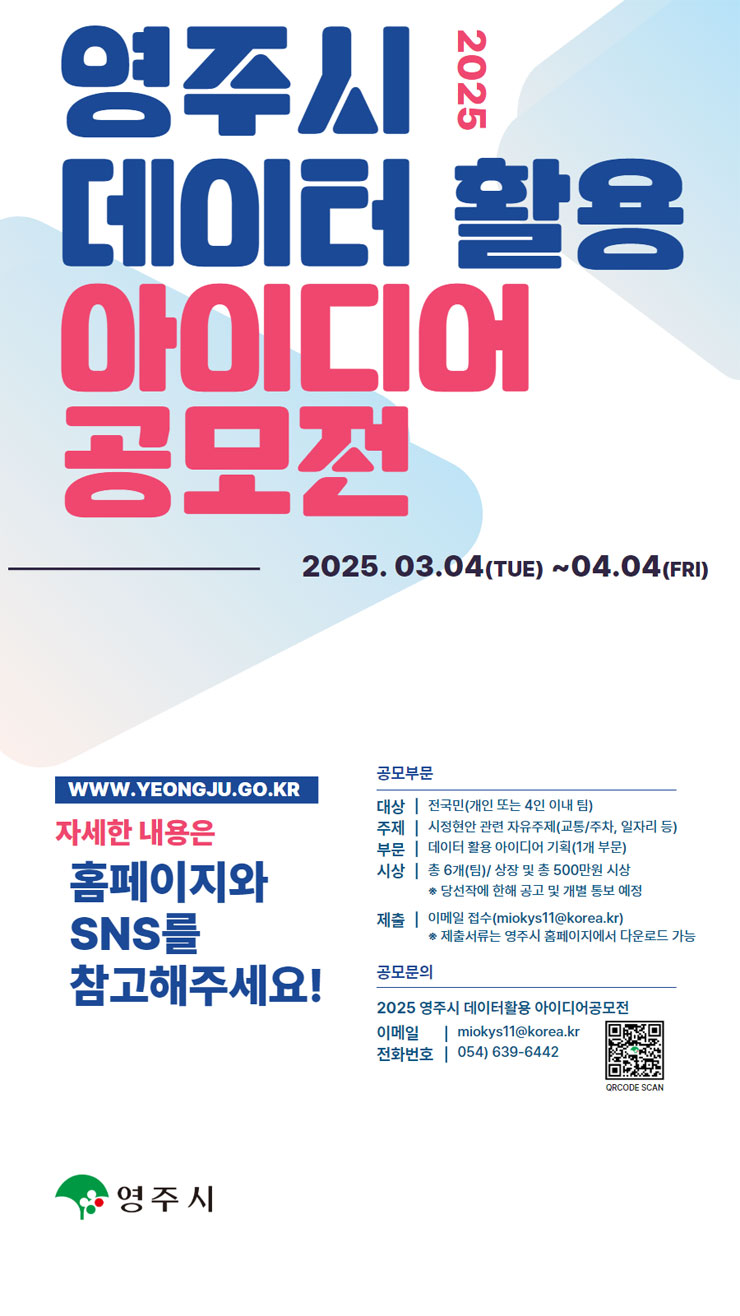 영주시
2025
데이터 활용
아이디어
공모전
2025. 03.04(TUE) ~04.04(FRI)
WWW.YEONGJU.GO.KR
자세한 내용은
홈페이지와
SNS를
참고해주세요!
공모부문
대상 | 전국민(개인 또는 4인 이내 팀)
주제 | 시정현안 관련 자유주제(교통/주차, 일자리 등)
부문 | 데이터 활용 아이디어 기획(1개 부문)
시상 | 총 6개(팀)/ 상장 및 총 500만원 시상
※ 당선작에 한해 공고 및 개별 통보 예정
제출 | 이메일 접수(miokys11@korea.kr)
※ 제출서류는 영주시 홈페이지에서 다운로드 가능
공모문의
2025 영주시 데이터활용 아이디어공모전
이메일 | miokys11@korea.kr
전화번호 | 054) 639-6442
QRCODE SCAN
영주시